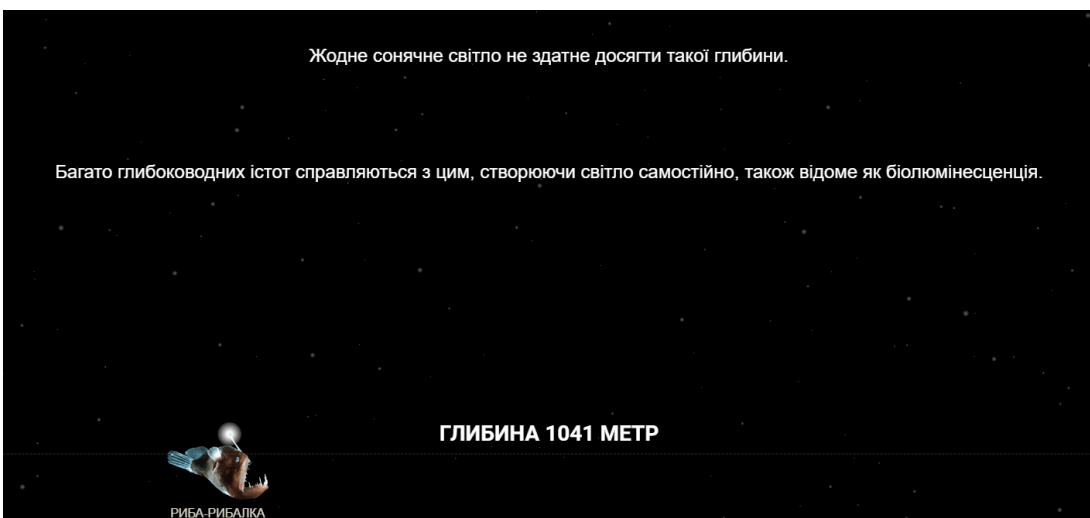 Жодне сонячне світло не здатне досягти такої глибини.
Багато глибоководних істот справляються з цим, створюючи світло самостійно, також відоме як біолюмінесценція.
ГЛИБИНА 1041 МЕТР
РИБА-РИБАЛКА